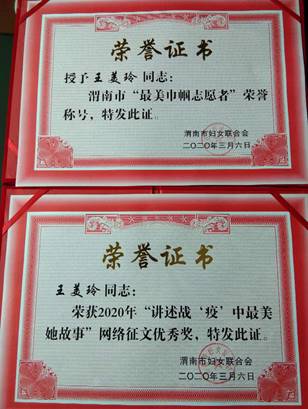 荣誉证书
授予王美玲同志:
渭南市“最美巾帼志愿者”荣誉
称号,特发此证。
渭南市妇女联合会
二〇二〇年三月六日
荣誉证书
王美玲同志:
荣获2020年“讲述战‘疫’中最美
她故事”网络征文优秀奖,特发此证。
渭南市妇女联合会
二〇二〇年三月六日